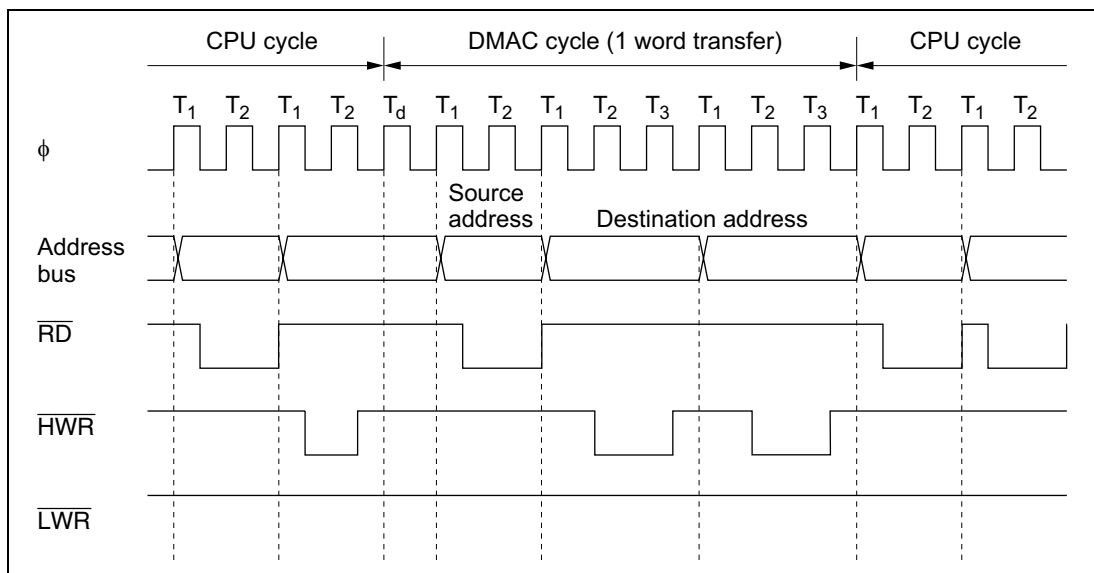 CPU cycle DMAC cycle (1 word transfer) CPU cycle
T1 T2 T1 T2 Td T1 T2 T1 T2 T3 T1 T2 T3 T1 T2 T1 T2
ϕ
Source
address Destination address
Address
bus
RD
HWR
LWR